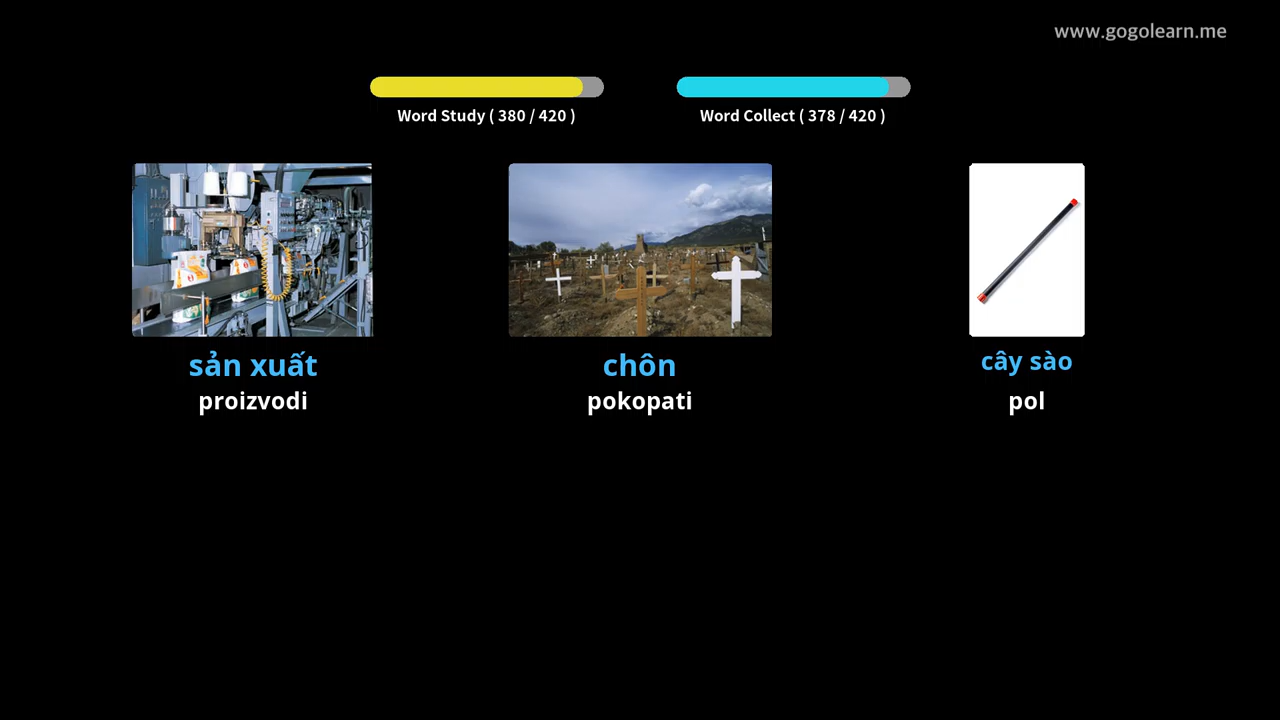 www.gogolearn.me
Word Study ( 380 / 420 )
Word Collect ( 378 / 420 )
sản xuất
proizvodi
chôn
pokopati
cây sào
pol